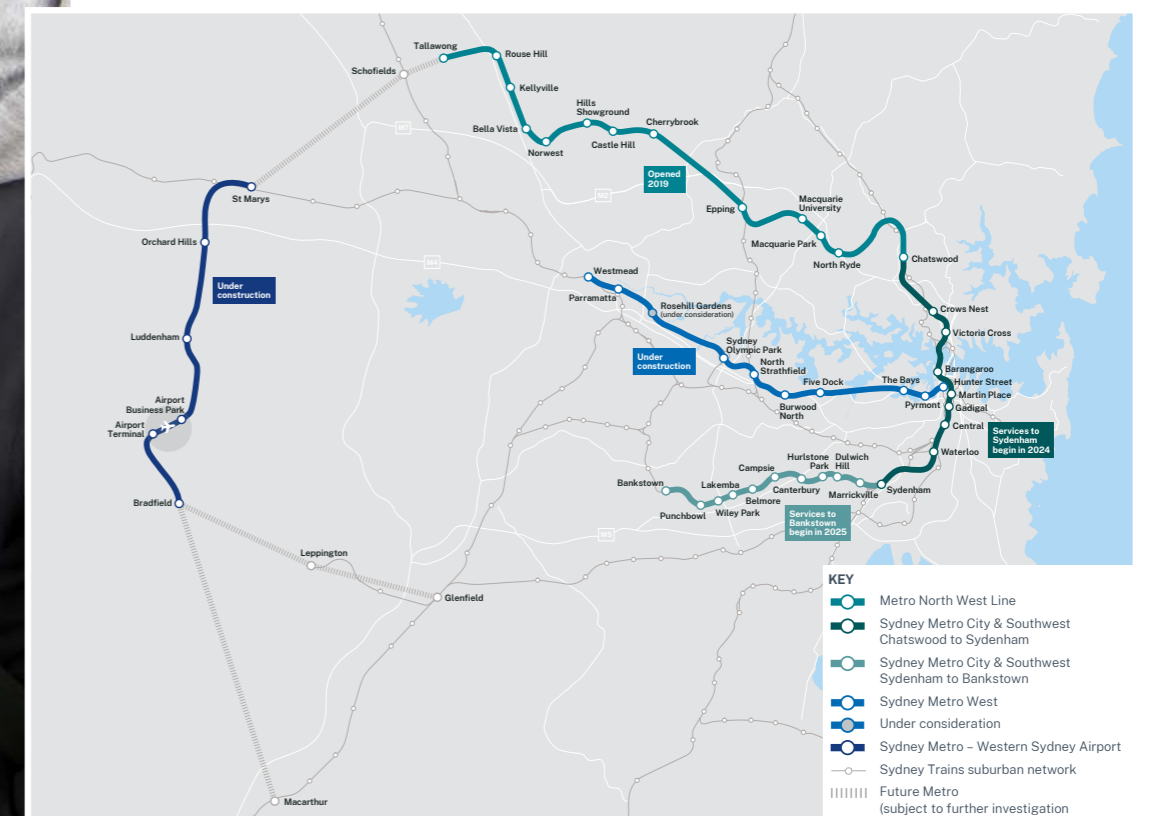 Tallawong
Rouse Hill
Schofields
Kellyville
Hills
Showground
Bella Vista
Cherrybrook
Castle Hill
Norwest
M7
Opened
2019
M2
St Marys
Macquarie
University
Epping
Orchard Hills
Macquarie Park
North Ryde
Chatswood
M4
Westmead
Under
construction
Parramatta
Rosehill Gardens
(under consideration)
Crows Nest
Luddenham
Victoria Cross
Sydney
Olympic Park
Under
construction
North
Strathfield
Barangaroo
Five Dock
The Bays
Hunter Street
Martin Place
Airport
Business Park
Burwood
North
Pyrmont
Gadigal
Airport
Terminal
Central
Services to
Sydenham
begin in 2024
Waterloo
Hurlstone
Park
Dulwich
Hill
Campsie
Bankstown
Lakemba
Canterbury
Marrickville
Sydenham
Belmore
Bradfield
Punchbowl
Wiley Park
Services to
Bankstown
begin in 2025
M5
Leppington
Glenfield
Macarthur
KEY
Metro North West Line
Sydney Metro City & Southwest
Chatswood to Sydenham
Sydney Metro City & Southwest
Sydenham to Bankstown
Sydney Metro West
Under consideration
Sydney Metro – Western Sydney Airport
Sydney Trains suburban network
Future Metro
(subject to further investigation